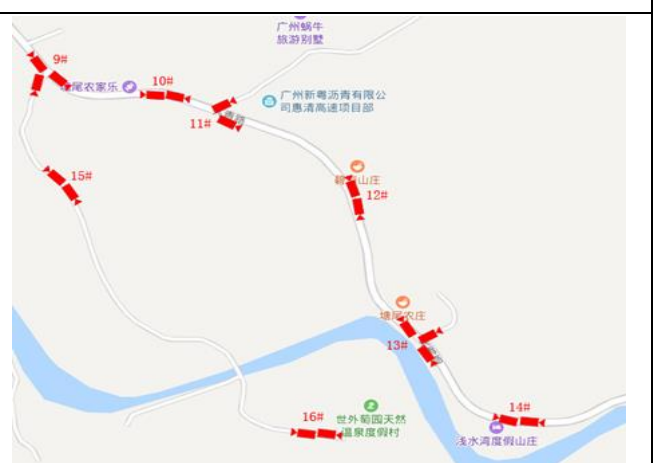 广州蜗牛
旅游别墅
9#
塘尾农家乐
10#
广州新粤沥青有限公
司惠清高速项目部
11#
15#
山庄
12#
塘尾农庄
13#
14#
16#
世外萄园天然
温泉度假村
浅水湾度假山庄